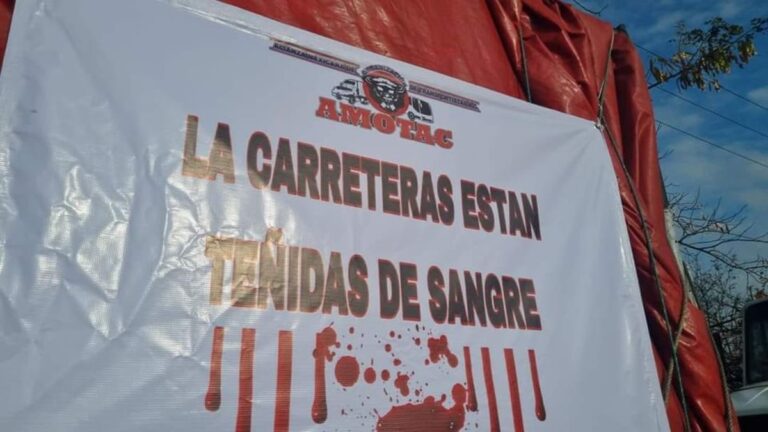 AMOTAC
LA CARRETERAS ESTAN
TEÑIDAS DE SANGRE